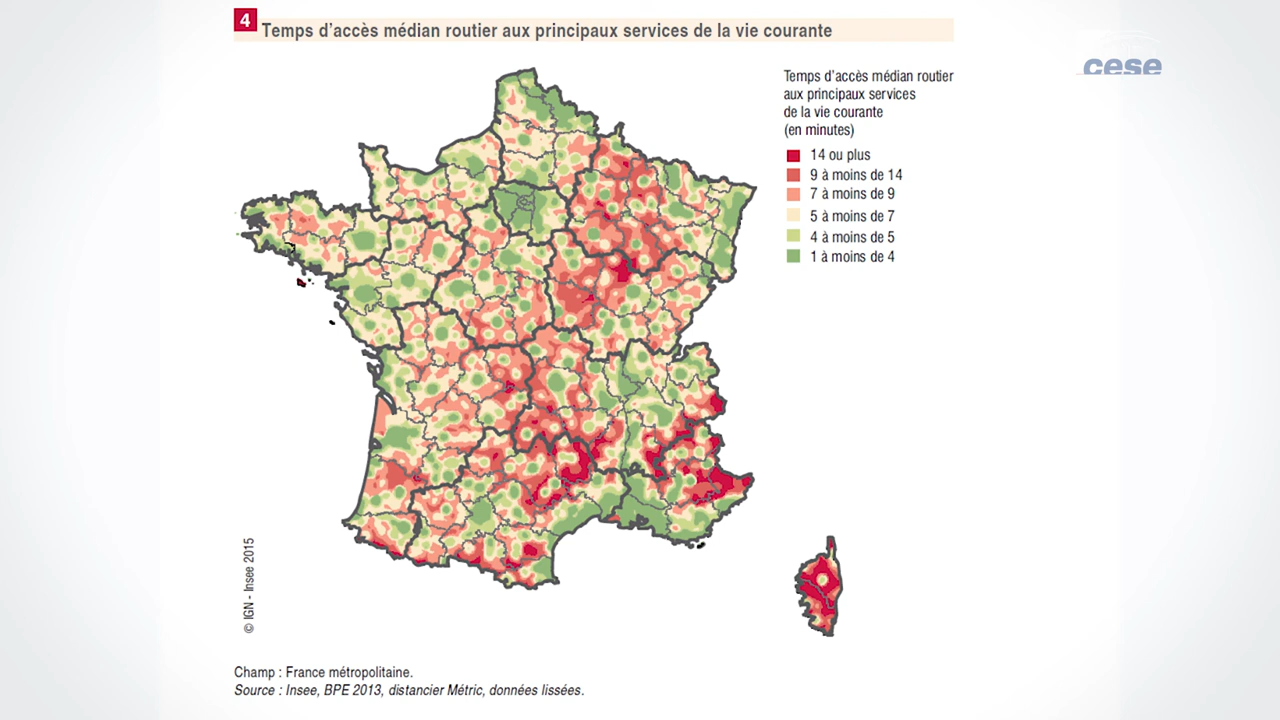 4
Temps d'accès médian routier aux principaux services de la vie courante
cese
Temps d'accès médian routier
aux principaux services
de la vie courante
(en minutes)
14 ou plus
9 à moins de 14
7 à moins de 9
5 à moins de 7
4 à moins de 5
1 à moins de 4
© IGN - Insee 2015
Champ : France métropolitaine.
Source : Insee, BPE 2013, distancier Métric, données lissées.